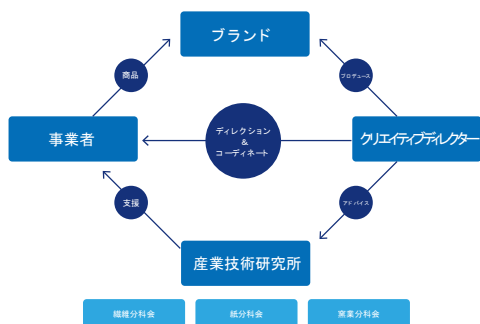 ブランド
商品
プロデュース
事業者
ディレクション
&
コーディネート
クリエイティブディレクター
支援
アドバイス
産業技術研究所
繊維分科会
紙分科会
窯業分科会